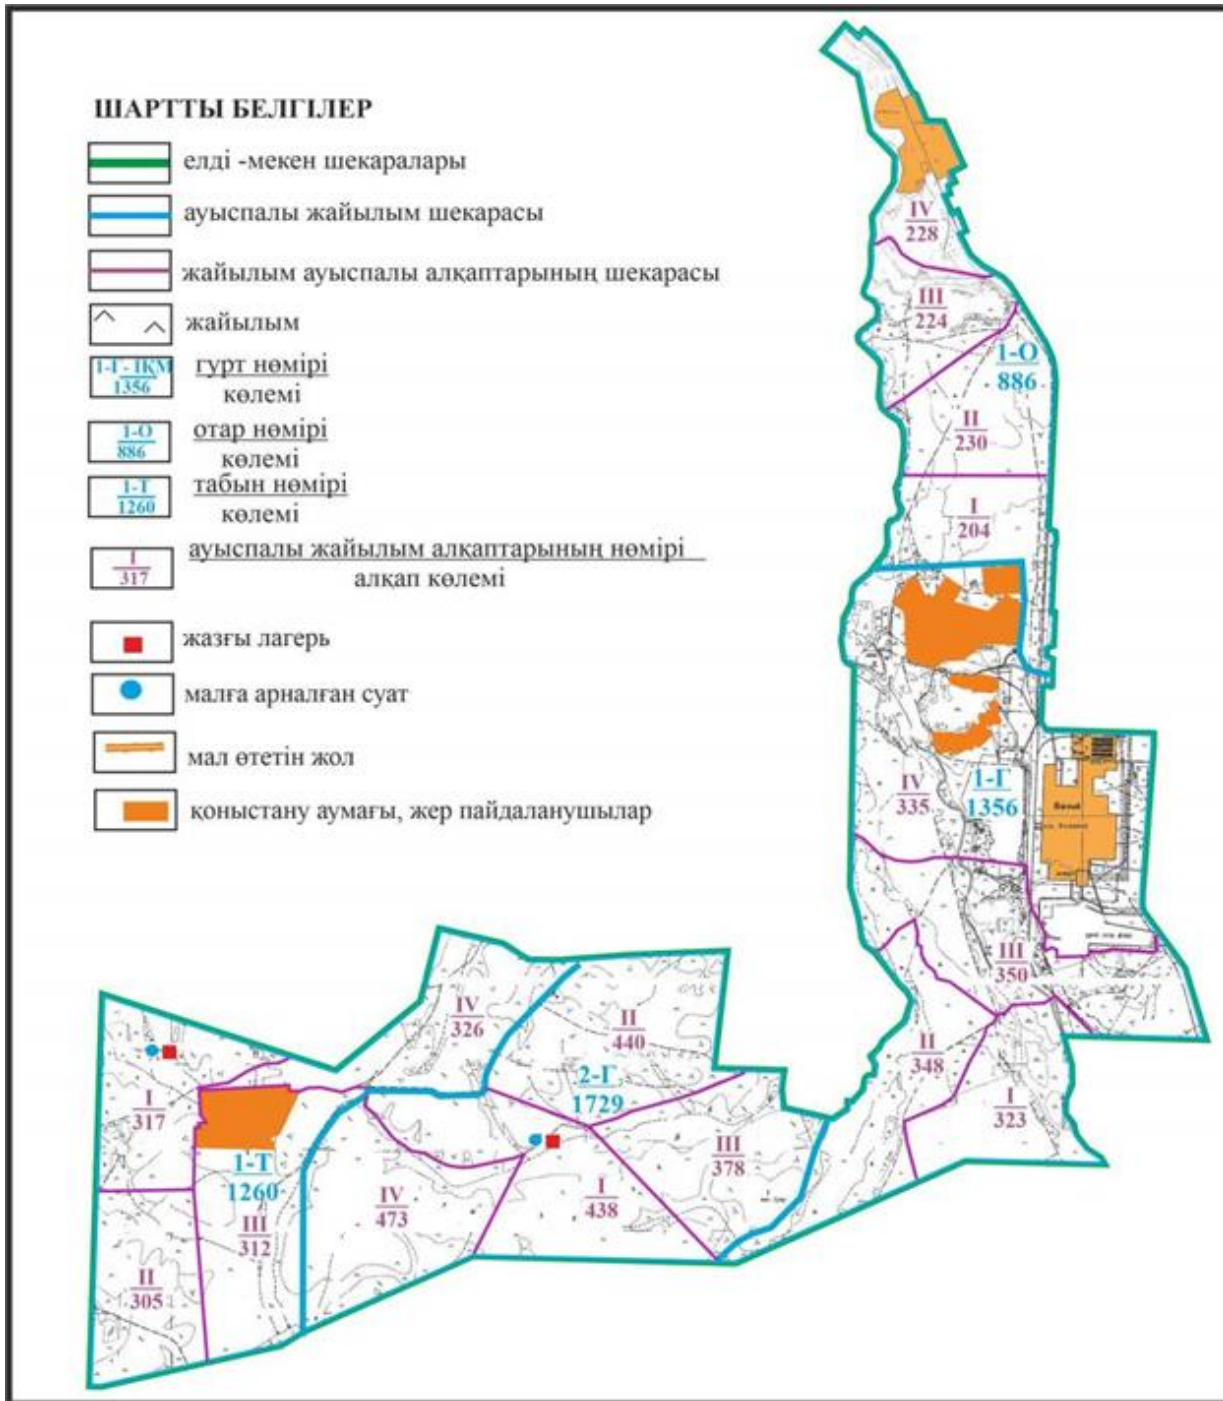 ШАРТТЫ БЕЛГІЛЕР
елді -мекен шекаралары
ауыспалы жайылым шекарасы
жайылым ауыспалы алқаптарының шекарасы
жайылым
1-Г - ІҚМ
1356
гурт нөмірі
көлемі
1-О
886
отар нөмірі
көлемі
1-Т
1260
табын нөмірі
көлемі
I
317
ауыспалы жайылым алқаптарының нөмірі
алқап көлемі
жазғы лагерь
малға арналған суат
мал өтетін жол
қоныстану аумағы, жер пайдаланушылар
IV
228
III
224
1-О
886
II
230
I
204
IV
335
1-Г
1356
III
350
II
348
I
323
IV
326
II
440
2-Г
1729
III
378
I
438
IV
473
I
317
1-Т
1260
III
312
II
305